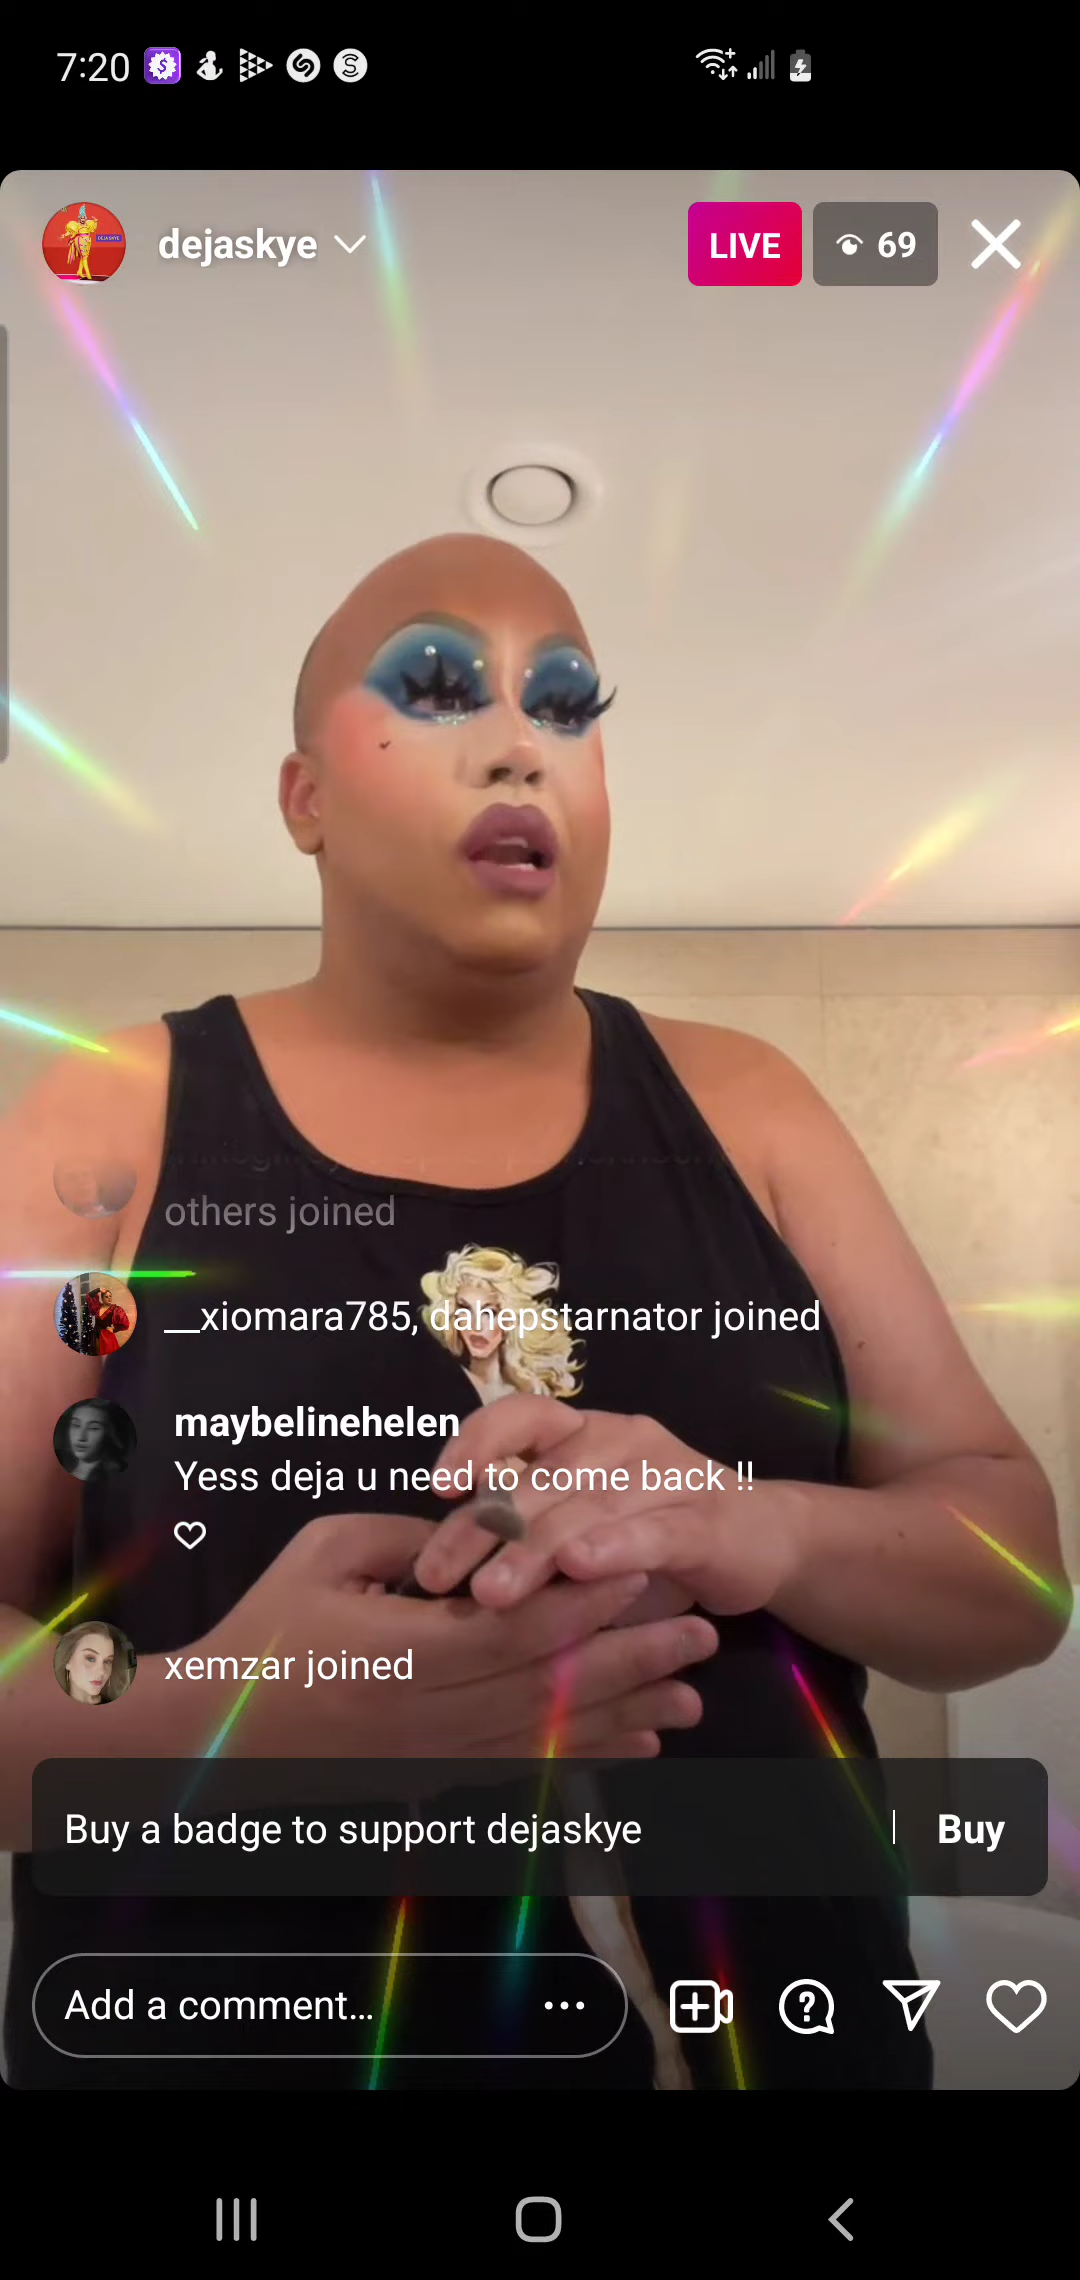 7:20
dejaskye
LIVE
69
others joined
__xiomara785, dahepstarnator joined
maybelinehelen
Yess deja u need to come back !!
xemzar joined
Buy a badge to support dejaskye
Buy
Add a comment...